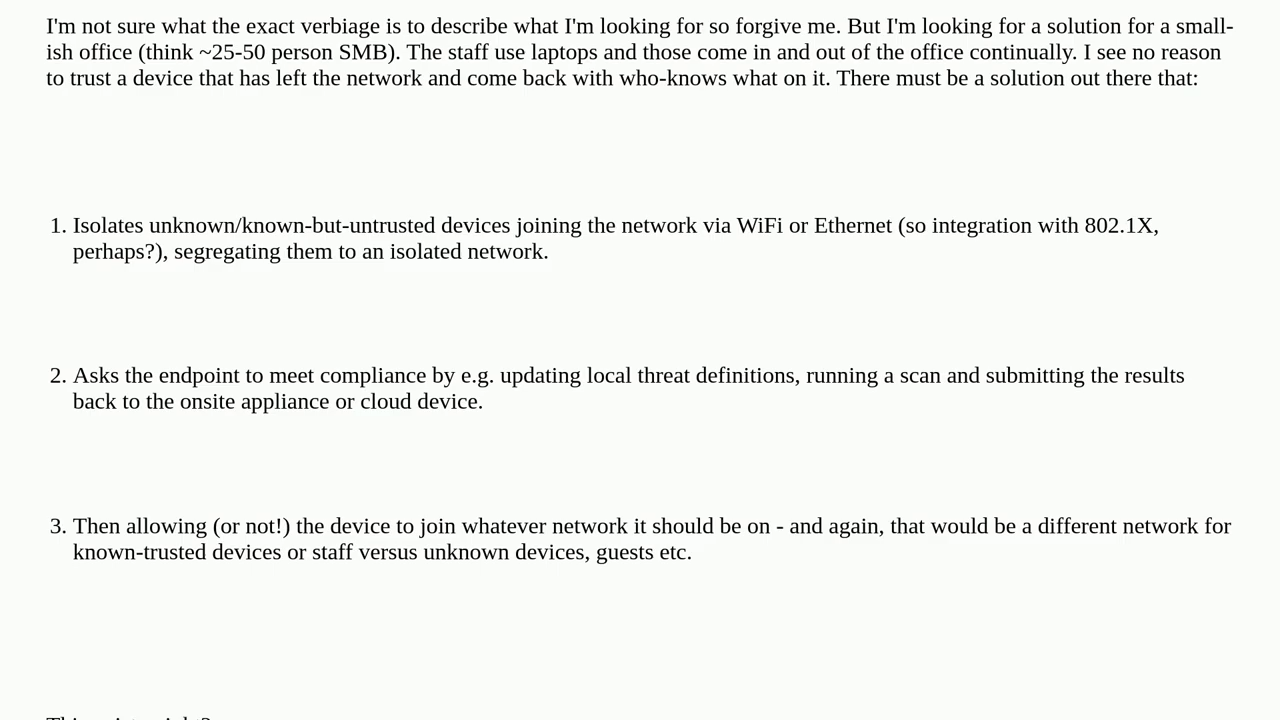 I'm not sure what the exact verbiage is to describe what I'm looking for so forgive me. But I'm looking for a solution for a small-
ish office (think ~25-50 person SMB). The staff use laptops and those come in and out of the office continually. I see no reason
to trust a device that has left the network and come back with who-knows what on it. There must be a solution out there that:
1. Isolates unknown/known-but-untrusted devices joining the network via WiFi or Ethernet (so integration with 802.1X,
perhaps?), segregating them to an isolated network.
2. Asks the endpoint to meet compliance by e.g. updating local threat definitions, running a scan and submitting the results
back to the onsite appliance or cloud device.
3. Then allowing (or not!) the device to join whatever network it should be on - and again, that would be a different network for
known-trusted devices or staff versus unknown devices, guests etc.